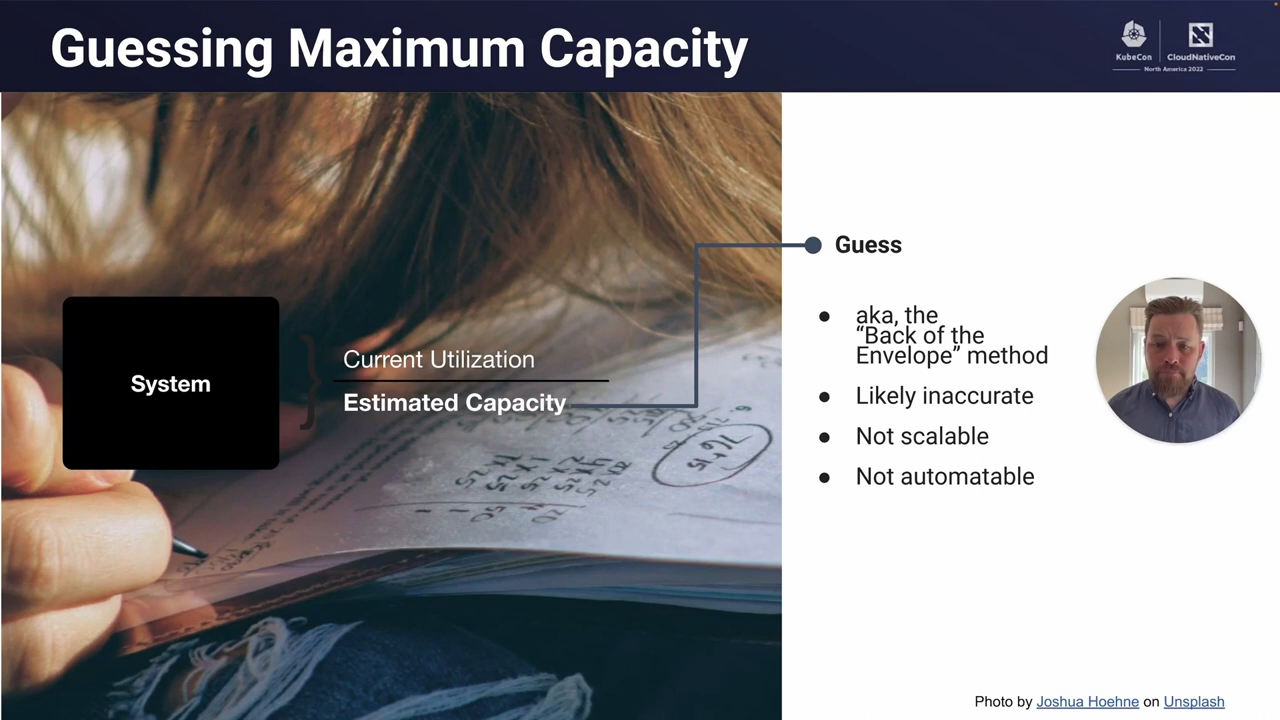 Guessing Maximum Capacity
KubeCon
CloudNativeCon
North America 2022
System
Current Utilization
Estimated Capacity
Guess
aka, the
“Back of the
Envelope” method
Likely inaccurate
Not scalable
Not automatable
Photo by Joshua Hoehne on Unsplash